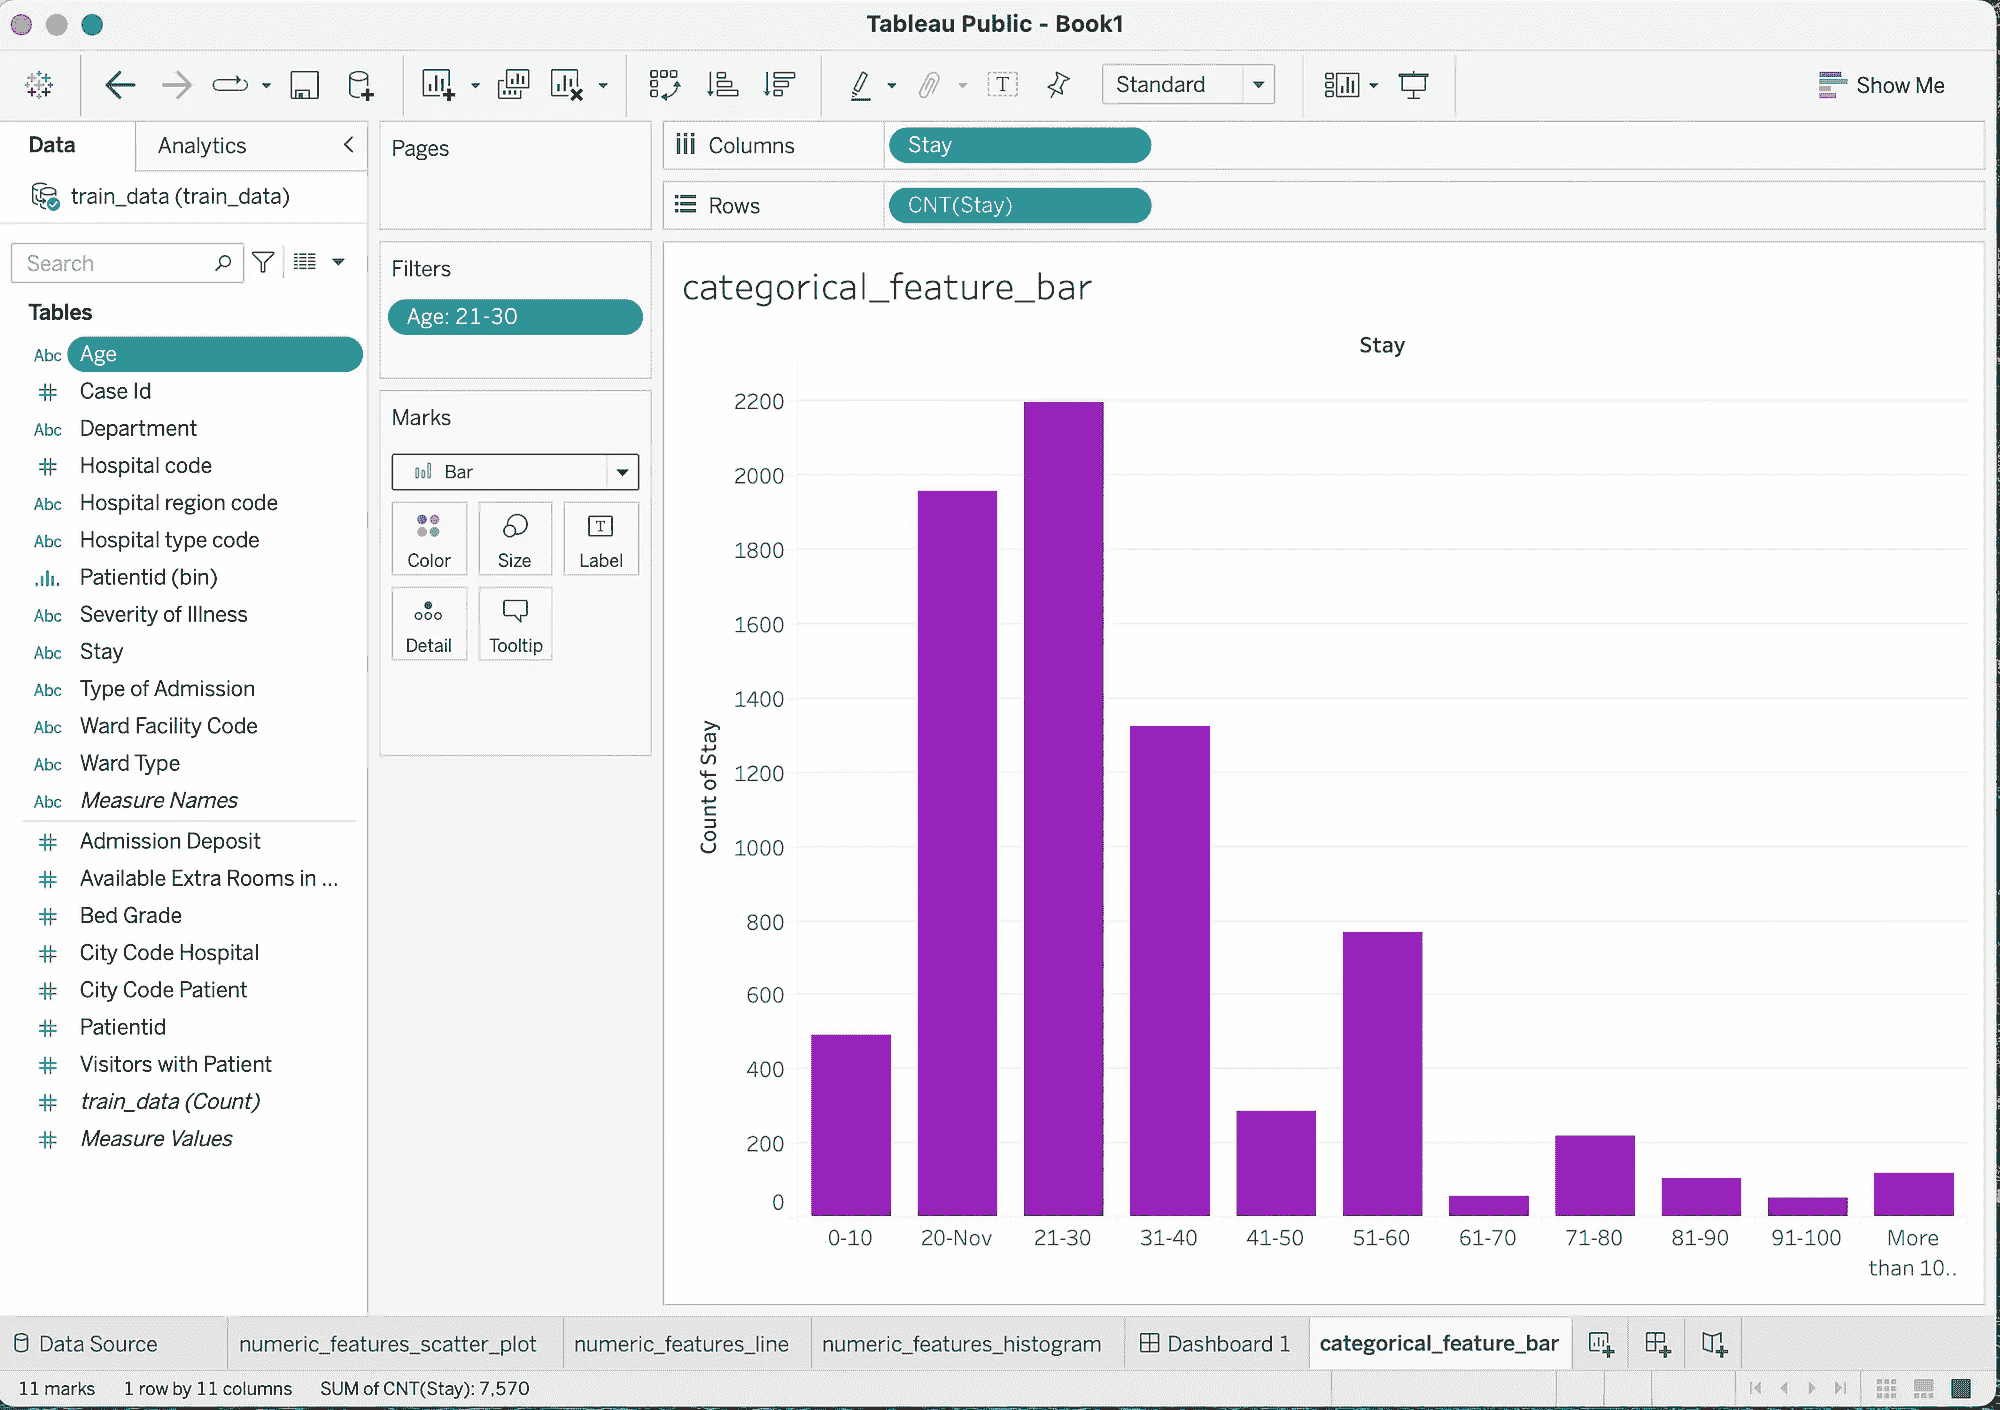 Tableau Public - Book1
Standard
Show Me
Data
Analytics
train_data (train_data)
Search
Tables
Abc Age
# Case Id
Abc Department
# Hospital code
Abc Hospital region code
Abc Hospital type code
Patientid (bin)
Abc Severity of Illness
Abc Stay
Abc Type of Admission
Abc Ward Facility Code
Abc Ward Type
Abc Measure Names
# Admission Deposit
# Available Extra Rooms in ...
# Bed Grade
# City Code Hospital
# City Code Patient
# Patientid
# Visitors with Patient
# train_data (Count)
# Measure Values
Pages
Filters
Age: 21-30
Marks
Bar
Color
Size
Label
Detail
Tooltip
Columns
Stay
Rows
CNT(Stay)
categorical_feature_bar
Stay
Count of Stay
2200
2000
1800
1600
1400
1200
1000
800
600
400
200
0
0-10
20-Nov
21-30
31-40
41-50
51-60
61-70
71-80
81-90
91-100
More
than 10..
Data Source
numeric_features_scatter_plot
numeric_features_line
numeric_features_histogram
Dashboard 1
categorical_feature_bar
11 marks
1 row by 11 columns
SUM of CNT(Stay): 7,570